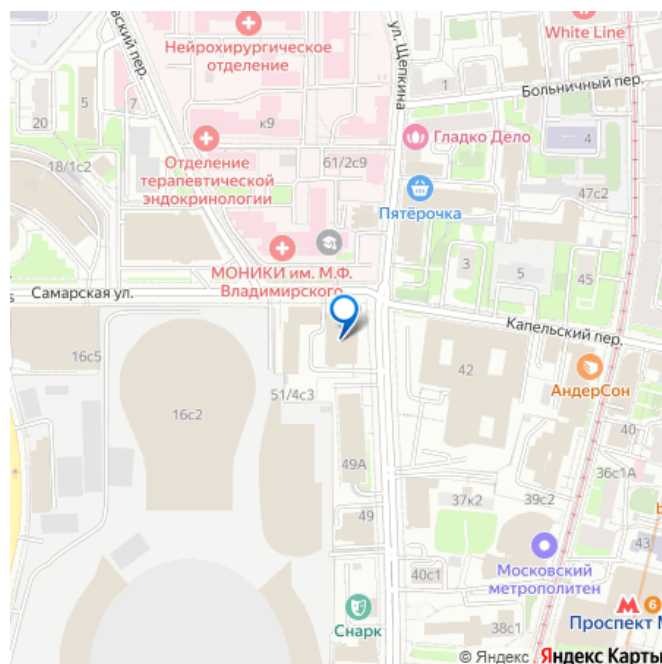 White Line
Нейрохирургическое
отделение
ул. Щепкина
ский пер.
Больничный пер.
1
5
7
20
к9
Гладко Дело
4
Отделение
терапевтической
эндокринологии
61/2с9
18/1с2
47с2
Пятёрочка
МОНИКИ им. М.Ф.
Владимирского
3
5
45
Самарская ул.
Капельский пер.
16с5
42
АндерСон
51/4с3
16с2
40
49А
36с1А
37к2
39с2
49
43
Московский
метрополитен
40с1
6
Снарк
38с1
Проспект М
© Яндекс Яндекс Карты